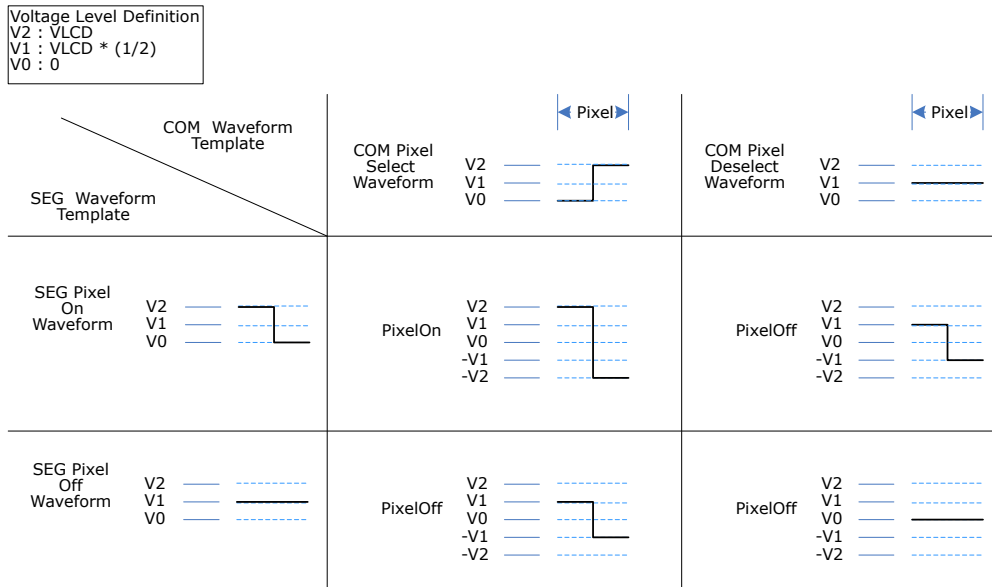 Voltage Level Definition
V2 : VLCD
V1 : VLCD * (1/2)
V0 : 0
COM Waveform
Template
SEG Waveform
Template
Pixel
COM Pixel
Select
Waveform
V2
V1
V0
Pixel
COM Pixel
Deselect
Waveform
V2
V1
V0
SEG Pixel
On
Waveform
V2
V1
V0
PixelOn
V2
V1
V0
-V1
-V2
PixelOff
V2
V1
V0
-V1
-V2
SEG Pixel
Off
Waveform
V2
V1
V0
PixelOff
V2
V1
V0
-V1
-V2
PixelOff
V2
V1
V0
-V1
-V2